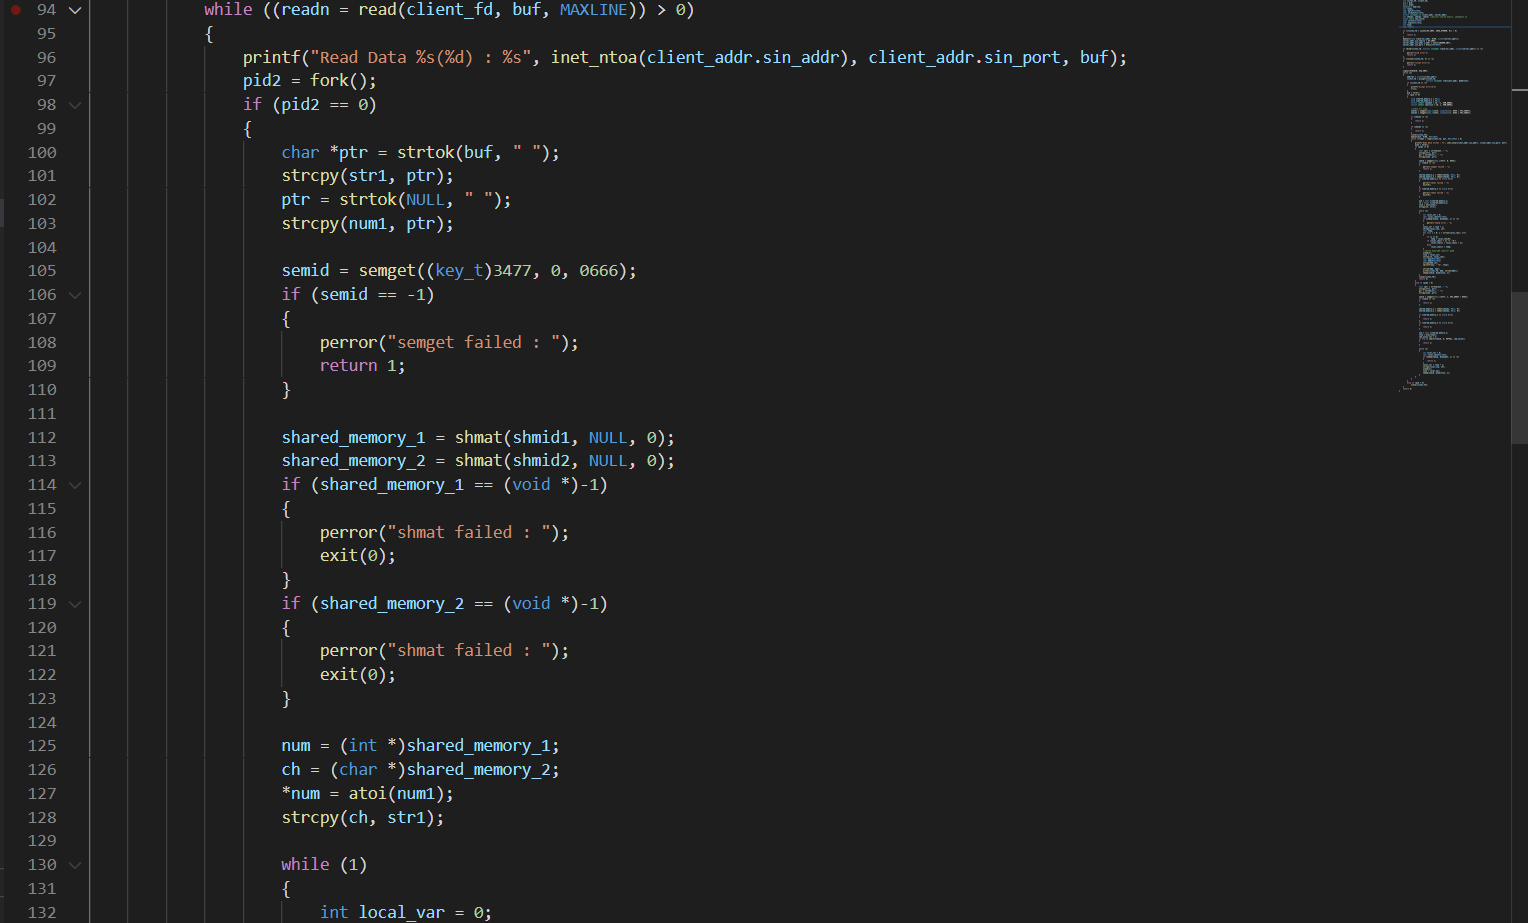 94 while ((readn = read(client_fd, buf, MAXLINE)) > 0)
95 {
96 printf("Read Data %s(%d) : %s", inet_ntoa(client_addr.sin_addr), client_addr.sin_port, buf);
97 pid2 = fork();
98 if (pid2 == 0)
99 {
100 char *ptr = strtok(buf, " ");
101 strcpy(str1, ptr);
102 ptr = strtok(NULL, " ");
103 strcpy(num1, ptr);
104
105 semid = semget((key_t)3477, 0, 0666);
106 if (semid == -1)
107 {
108 perror("semget failed : ");
109 return 1;
110 }
111
112 shared_memory_1 = shmat(shmid1, NULL, 0);
113 shared_memory_2 = shmat(shmid2, NULL, 0);
114 if (shared_memory_1 == (void *)-1)
115 {
116 perror("shmat failed : ");
117 exit(0);
118 }
119 if (shared_memory_2 == (void *)-1)
120 {
121 perror("shmat failed : ");
122 exit(0);
123 }
124
125 num = (int *)shared_memory_1;
126 ch = (char *)shared_memory_2;
127 *num = atoi(num1);
128 strcpy(ch, str1);
129
130 while (1)
131 {
132 int local_var = 0;